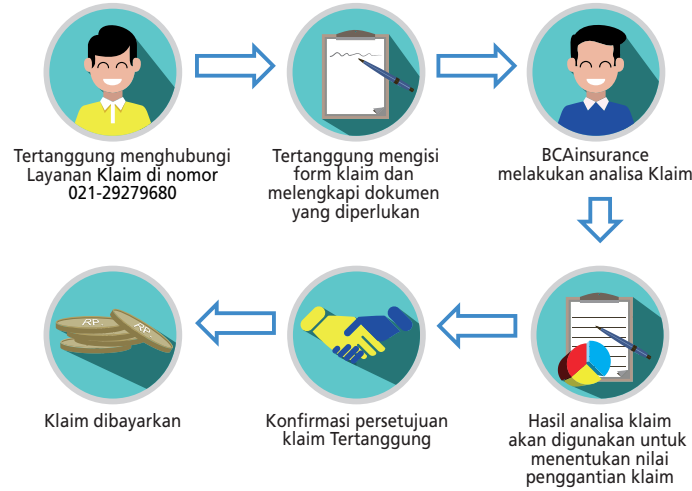 Tertanggung menghubungi
Layanan Klaim di nomor
021-29279680
Tertanggung mengisi
form klaim dan
melengkapi dokumen
yang diperlukan
BCAinsurance
melakukan analisa Klaim
Hasil analisa klaim
akan digunakan untuk
menentukan nilai
penggantian klaim
Konfirmasi persetujuan
klaim Tertanggung
RP.
RP.
Klaim dibayarkan